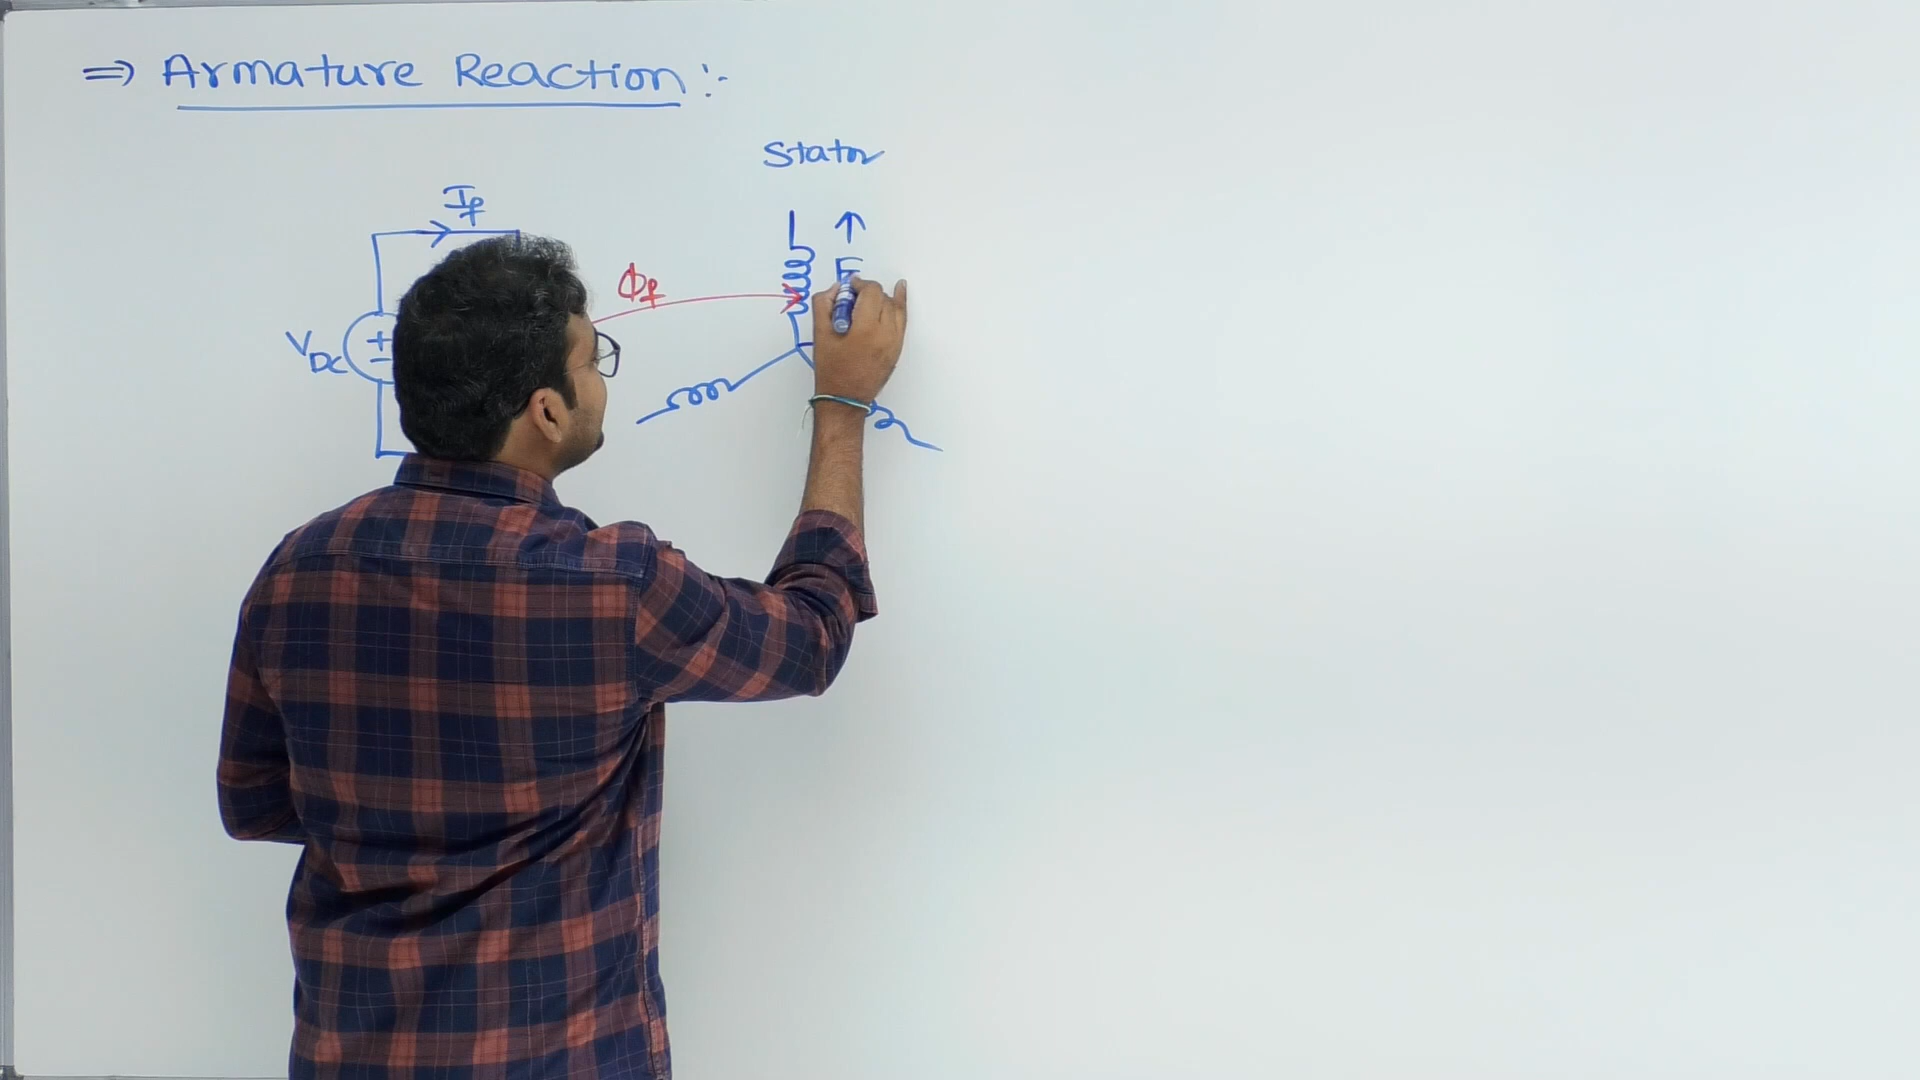 ⇒ Armature Reaction :-
Stator
If
Φf
VDC
+
-
E